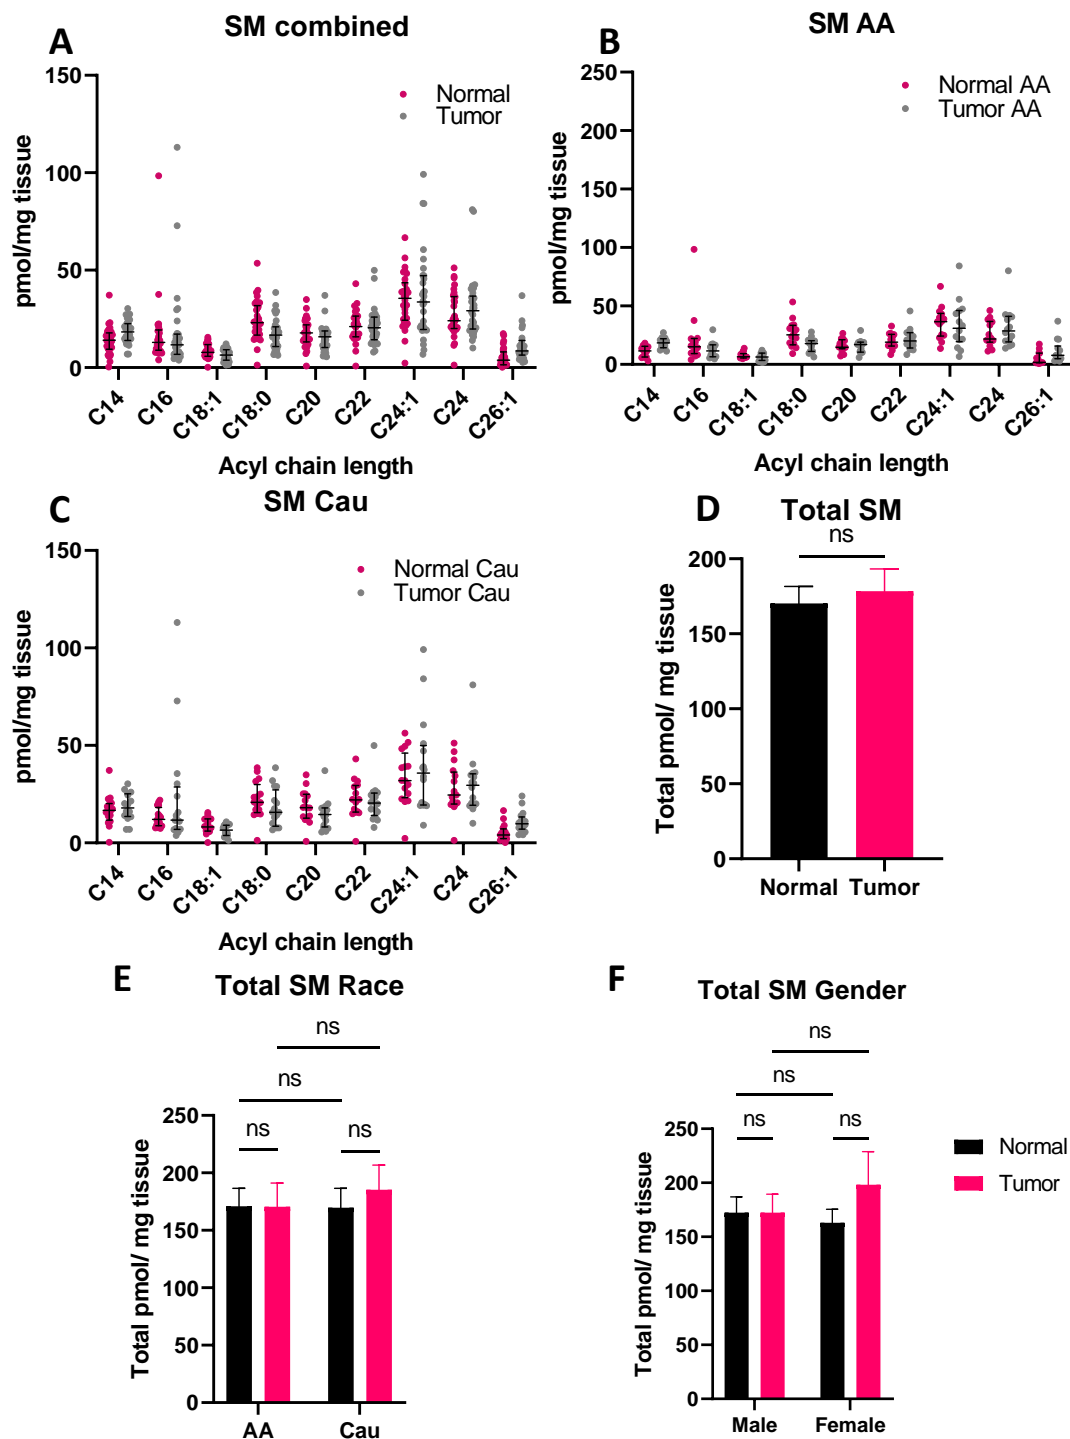 A
SM combined
150
100
50
0
pmol/mg tissue
Normal
Tumor
C14
C16
C18:1
C18:0
C20
C22
C24:1
C24
C26:1
Acyl chain length
B
SM AA
250
200
150
100
50
0
pmol/mg tissue
Normal AA
Tumor AA
C14
C16
C18:1
C18:0
C20
C22
C24:1
C24
C26:1
Acyl chain length
C
SM Cau
150
100
50
0
pmol/mg tissue
Normal Cau
Tumor Cau
C14
C16
C18:1
C18:0
C20
C22
C24:1
C24
C26:1
Acyl chain length
D
Total SM
ns
200
150
100
50
0
Total pmol/ mg tissue
Normal Tumor
E
Total SM Race
ns
ns
ns
ns
250
200
150
100
50
0
Total pmol/ mg tissue
AA Cau
F
Total SM Gender
ns
ns
ns
ns
250
200
150
100
50
0
Total pmol/ mg tissue
Male Female
Normal
Tumor